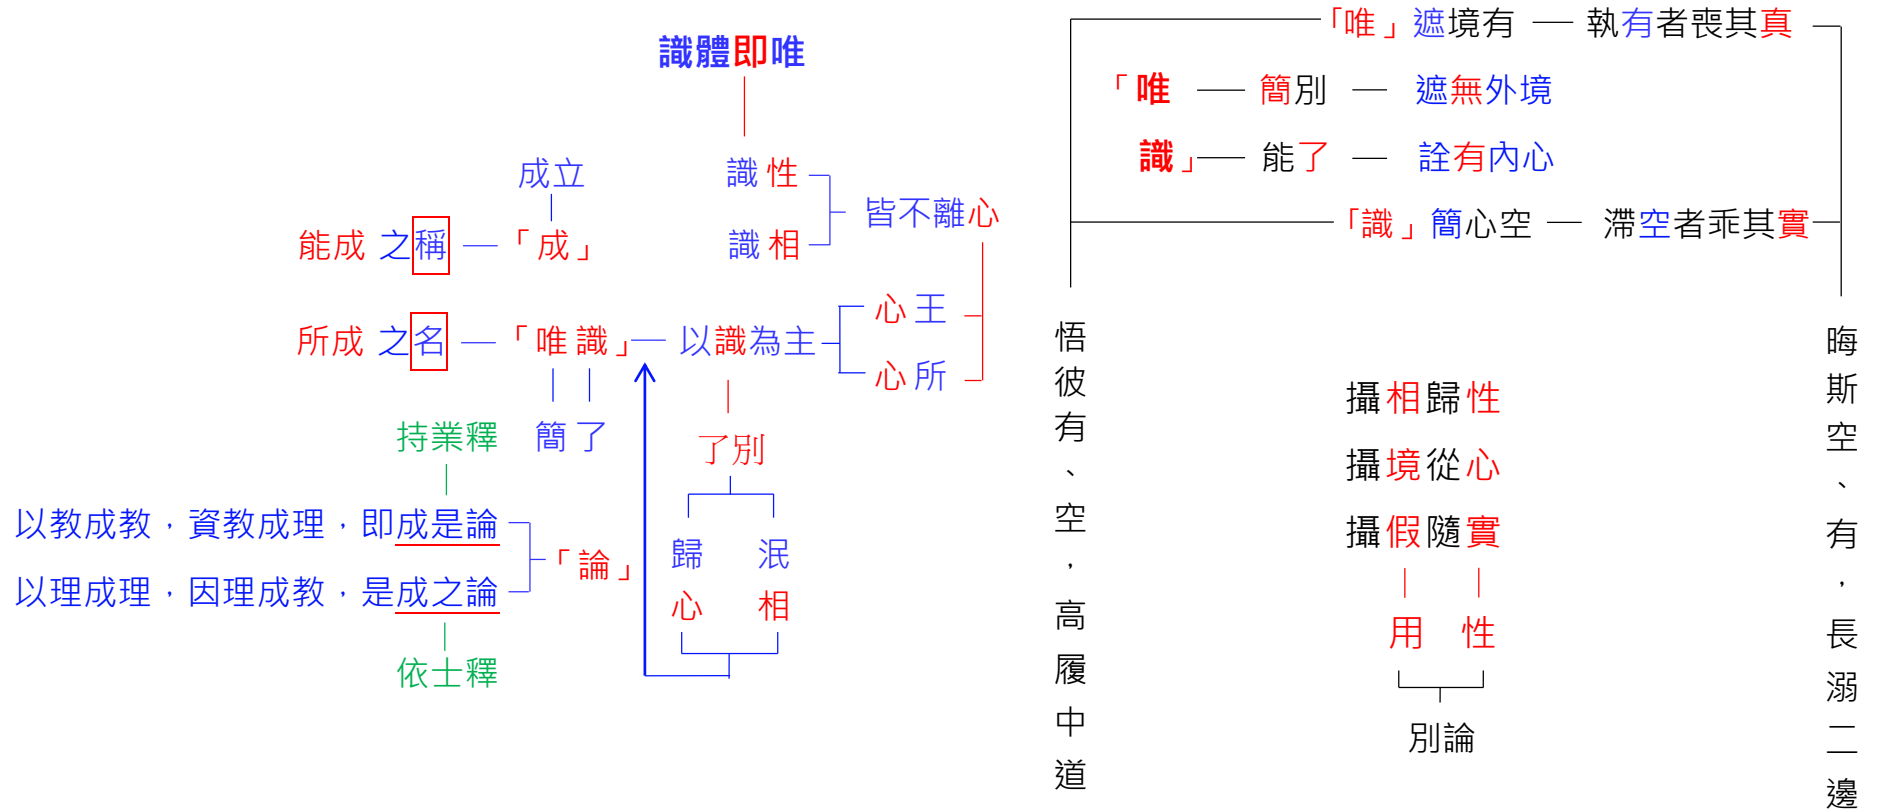 識體即唯
成立
識性
識相
皆不離心
能成之稱
「成」
所成之名
「唯識」
以識為主
心王
心所
持業釋
簡了
了別
以教成教，資教成理，即成是論
以理成理，因理成教，是成之論
「論」
依士釋
歸心
泯相
「唯」遮境有
執有者喪其真
「唯
簡別
遮無外境
識」
能了
詮有內心
「識」簡心空
滯空者乖其實
悟彼有、空，高履中道
攝相歸性
攝境從心
攝假隨實
用
性
別論
晦斯空、有，長溺二邊